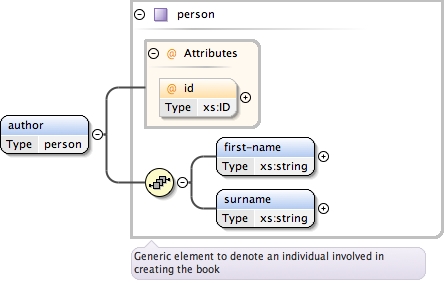 person
@ Attributes
@ id
Type xs:ID
author
Type person
first-name
Type xs:string
surname
Type xs:string
Generic element to denote an individual involved in
creating the book